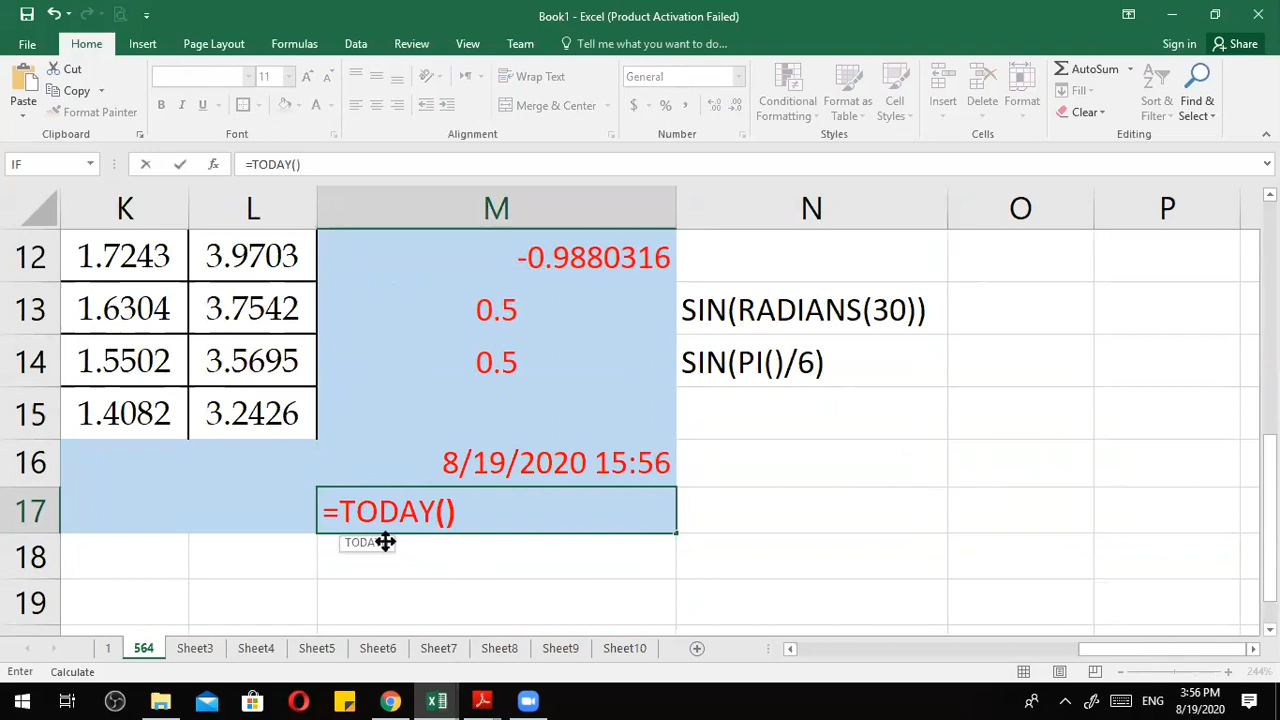 Book1 - Excel (Product Activation Failed)
File Home Insert Page Layout Formulas Data Review View Team Tell me what you want to do... Sign in Share
Paste
Cut
Copy
Format Painter
Clipboard
11
B I U
Font
Wrap Text
Merge & Center
Alignment
General
$ % ,
Number
Conditional Formatting
Format as Table
Cell Styles
Styles
Insert Delete Format
Cells
AutoSum
Fill
Clear
Sort & Filter
Find & Select
Editing
IF fx =TODAY()
K L M N O P
12 1.7243 3.9703 -0.9880316
13 1.6304 3.7542 0.5 SIN(RADIANS(30))
14 1.5502 3.5695 0.5 SIN(PI()/6)
15 1.4082 3.2426
16 8/19/2020 15:56
17 =TODAY()
18
19
1 564 Sheet3 Sheet4 Sheet5 Sheet6 Sheet7 Sheet8 Sheet9 Sheet10
Enter Calculate 244%
ENG 3:56 PM
8/19/2020